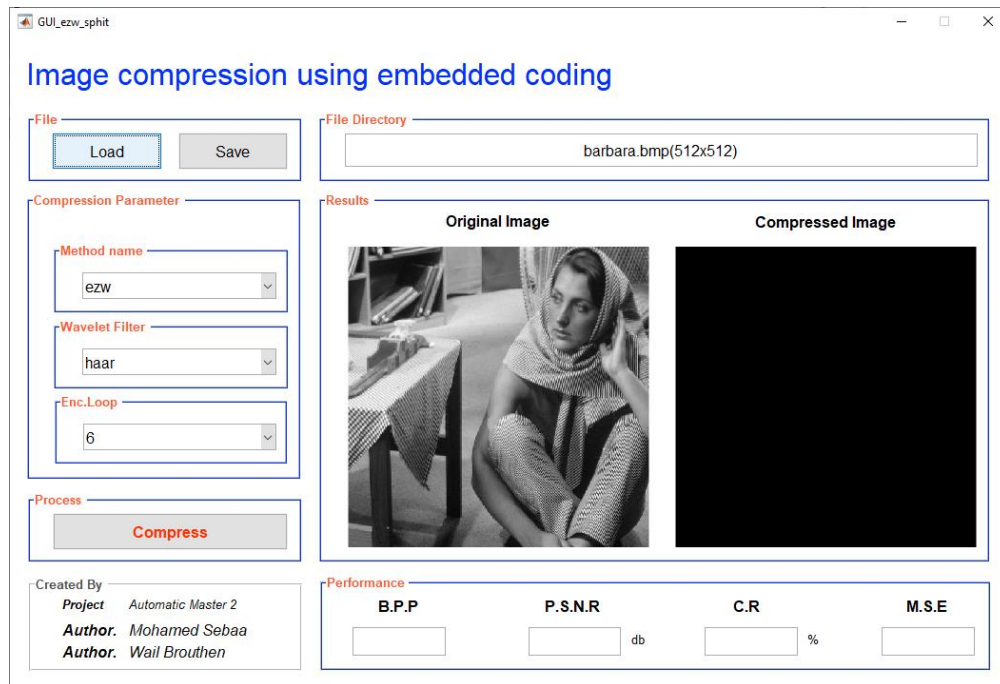 GUI_ezw_sphit
Image compression using embedded coding
File
Load
Save
File Directory
barbara.bmp(512x512)
Compression Parameter
Method name
ezw
Wavelet Filter
haar
Enc.Loop
6
Results
Original Image
Compressed Image
Process
Compress
Created By
Project Automatic Master 2
Author. Mohamed Sebaa
Author. Wail Brouthen
Performance
B.P.P
P.S.N.R
C.R
M.S.E
db
%